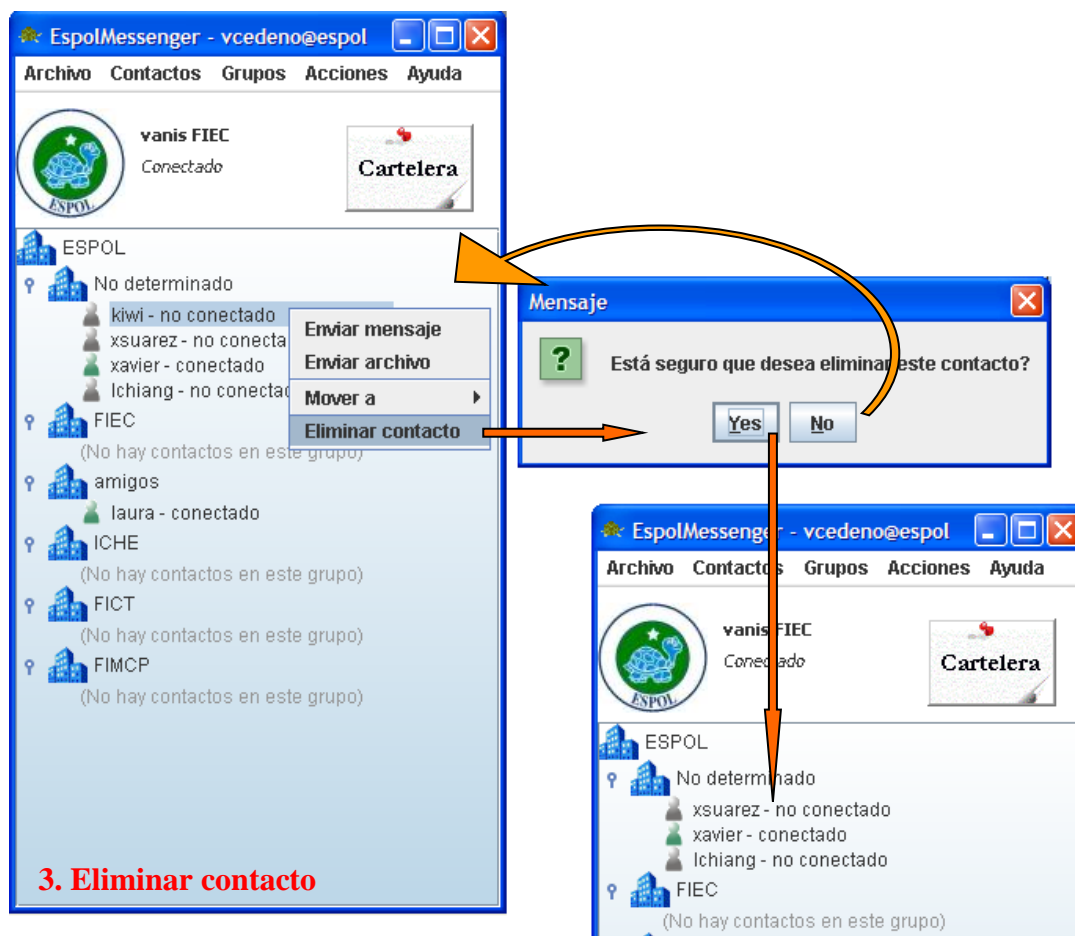 EspolMessenger - vcedeno@espol
Archivo Contactos Grupos Acciones Ayuda
vanis FIEC
Conectado
Cartelera
ESPOL
ESPOL
No determinado
kiwi - no conectado
xsuarez - no conecta
xavier - conectado
lchiang - no conectad
Enviar mensaje
Enviar archivo
Mover a
Eliminar contacto
FIEC
(No hay contactos en este grupo)
amigos
laura - conectado
ICHE
(No hay contactos en este grupo)
FICT
(No hay contactos en este grupo)
FIMCP
(No hay contactos en este grupo)
3. Eliminar contacto
Mensaje
?
Está seguro que desea eliminar este contacto?
Yes No
EspolMessenger - vcedeno@espol
Archivo Contactos Grupos Acciones Ayuda
vanis FIEC
Conectado
Cartelera
ESPOL
ESPOL
No determinado
xsuarez - no conectado
xavier - conectado
lchiang - no conectado
FIEC
(No hay contactos en este grupo)